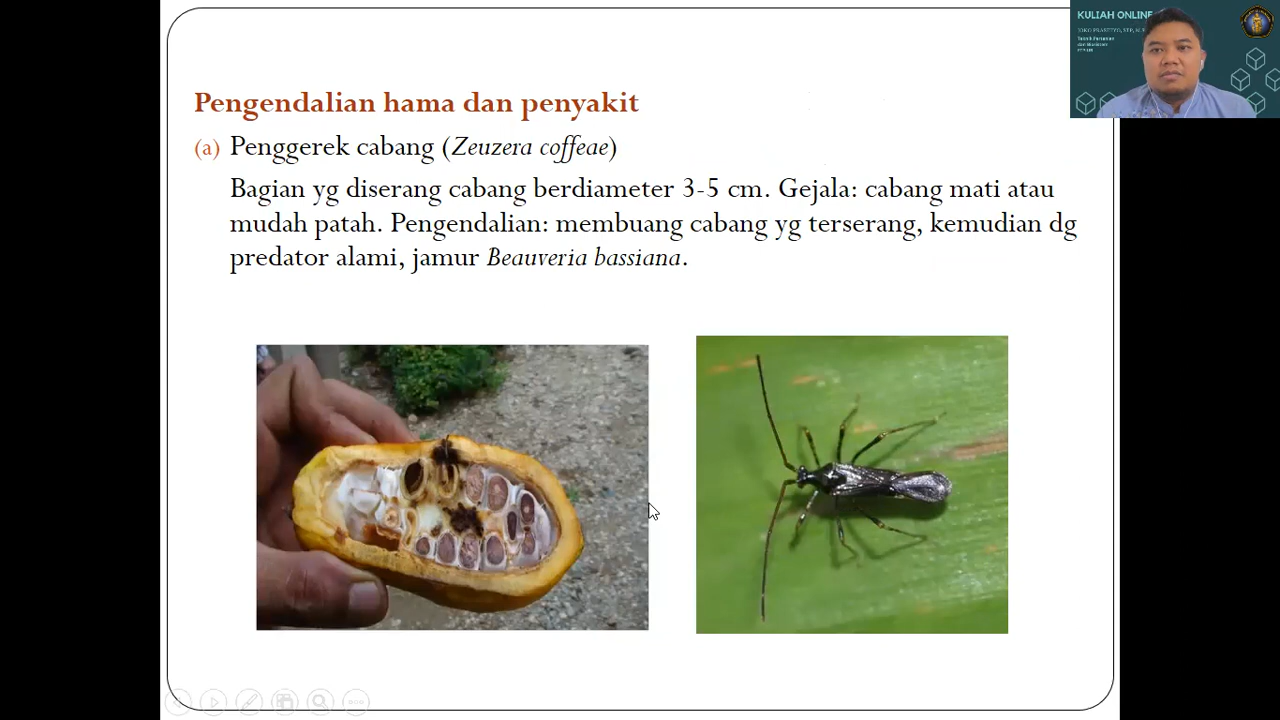 KULIAH ONLINE
Pengendalian hama dan penyakit
(a) Penggerek cabang (Zeuzera coffeae)
Bagian yg diserang cabang berdiameter 3-5 cm. Gejala: cabang mati atau
mudah patah. Pengendalian: membuang cabang yg terserang, kemudian dg
predator alami, jamur Beauveria bassiana.